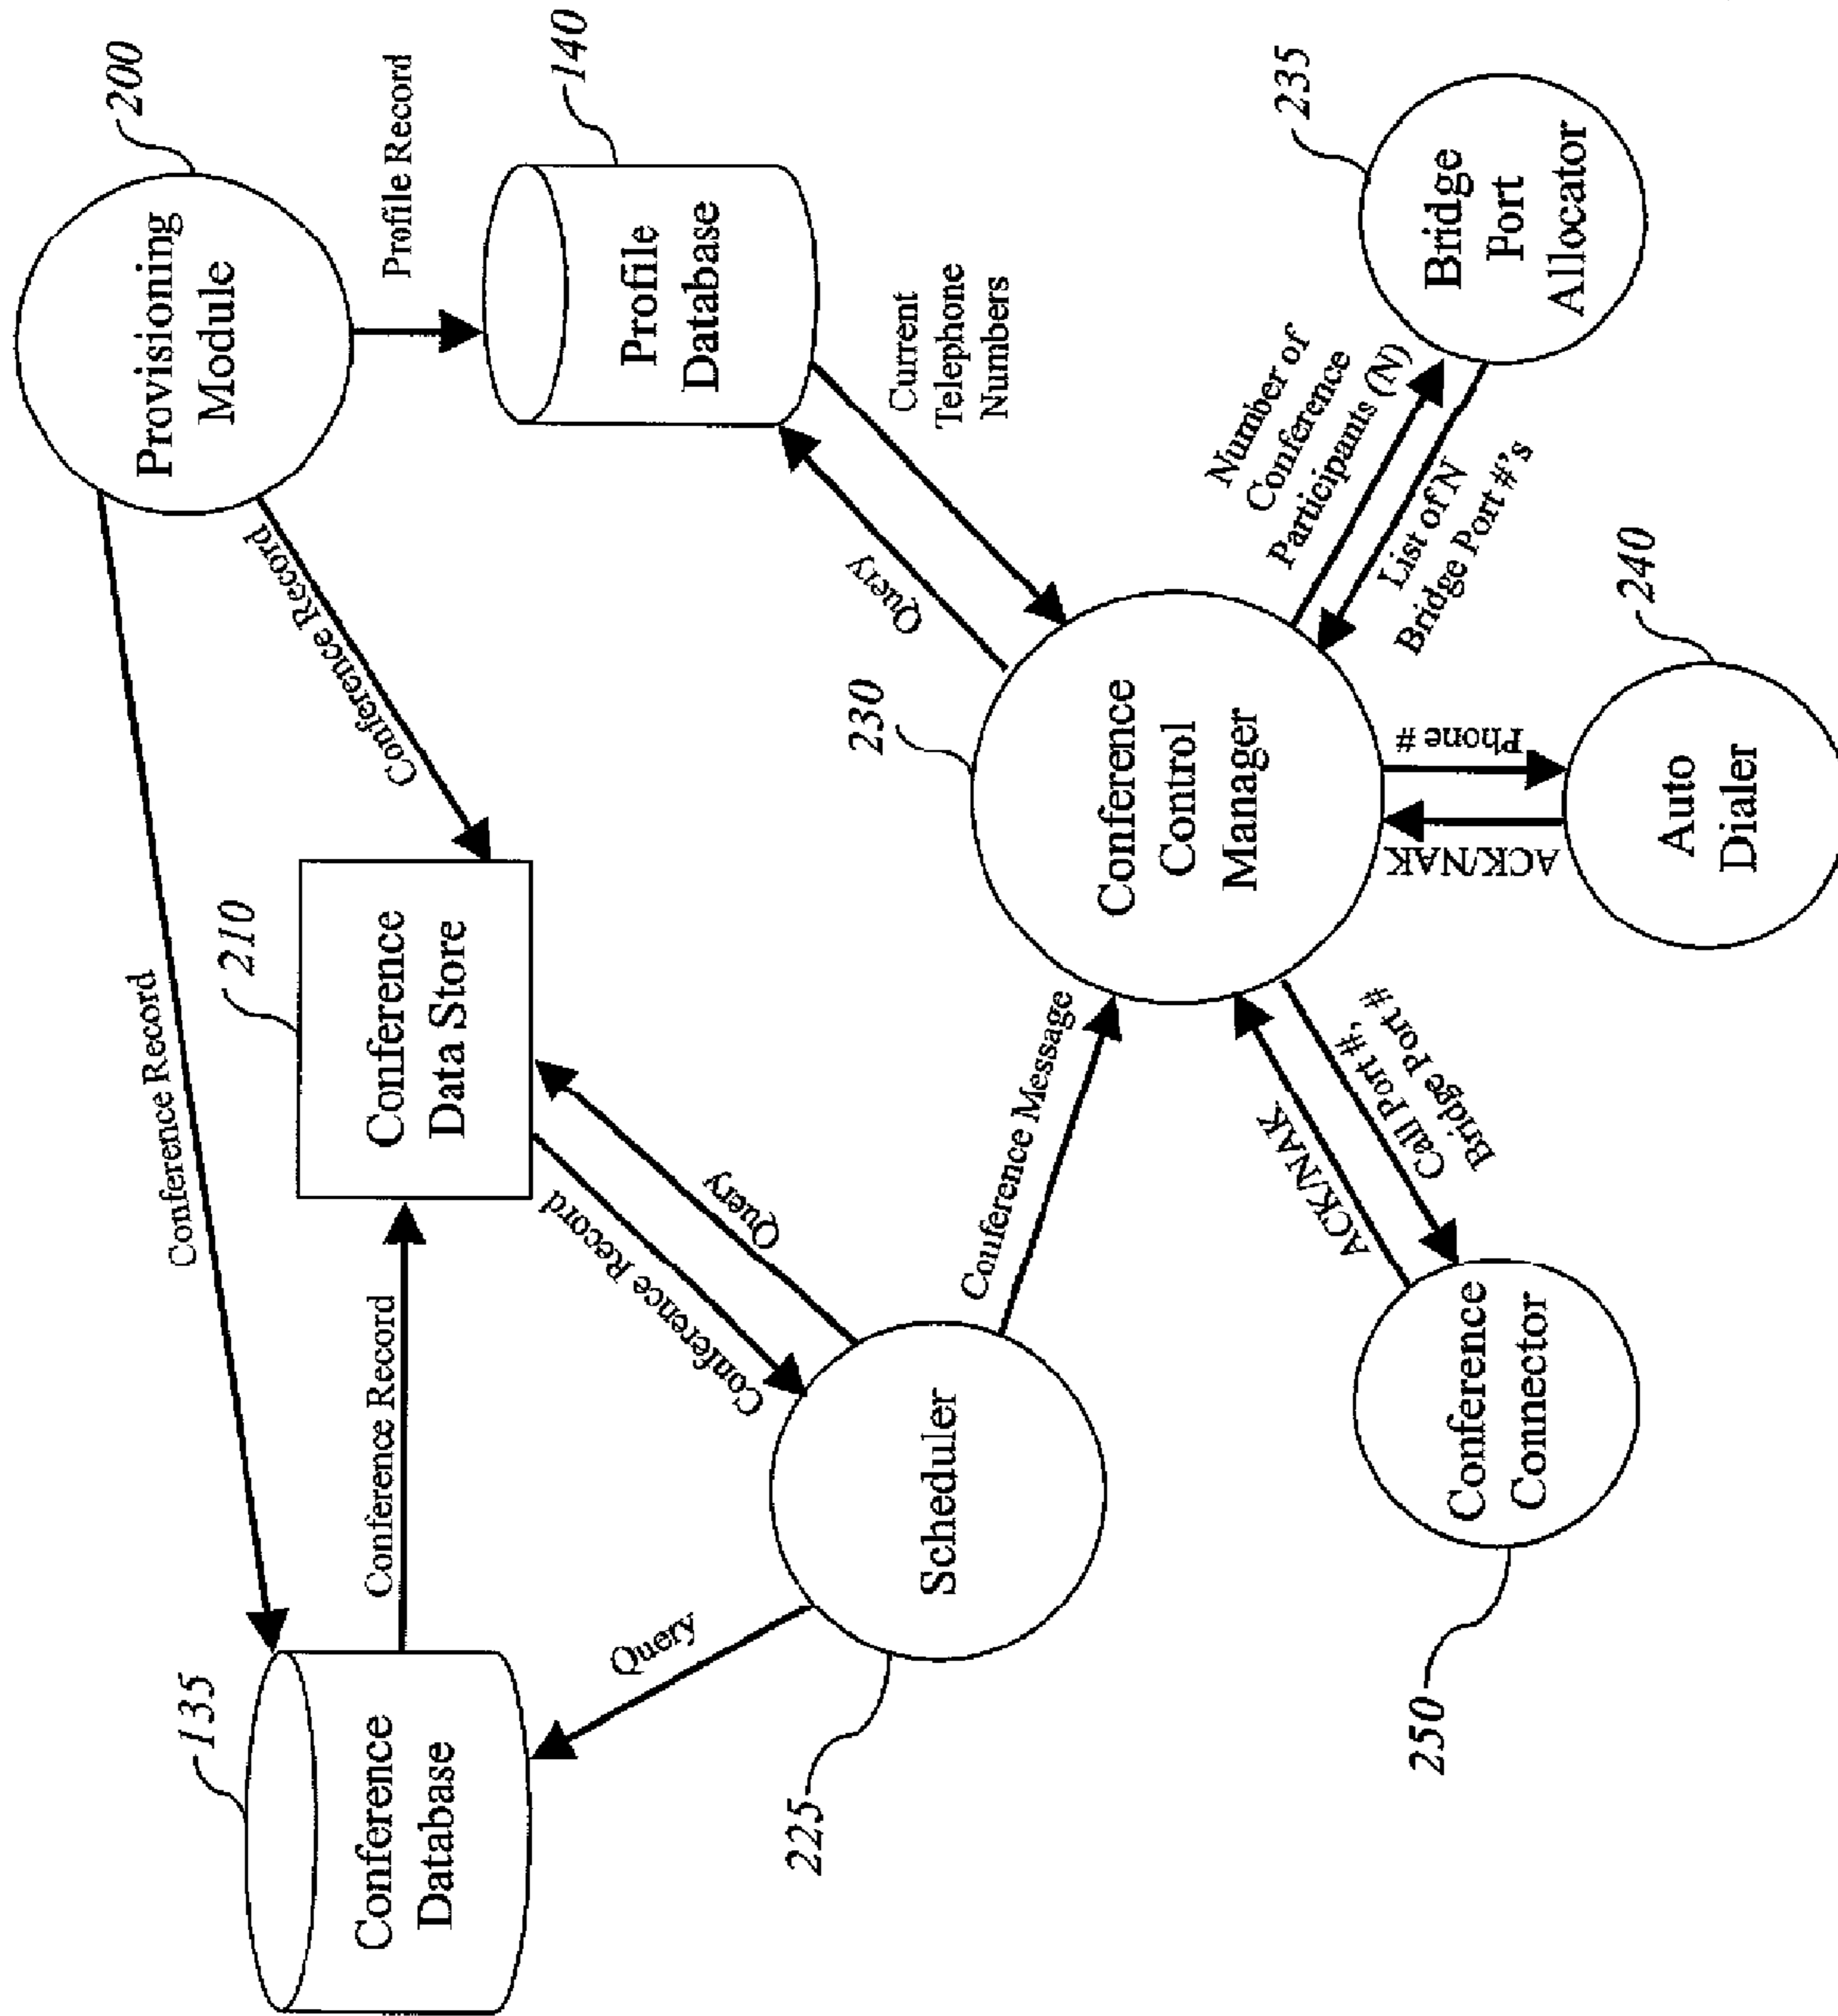 135
Conference
Database
Conference Record
Conference Record
210
Conference
Data Store
Conference Record
200
Provisioning
Module
Profile Record
140
Profile
Database
Query
Query
Conference Record
225
Scheduler
Conference Message
Query
Current
Telephone
Numbers
230
Conference
Control
Manager
Number of
Conference
Participants (N)
List of N
Bridge Port #'s
235
Bridge
Port
Allocator
ACK/NAK
Call Port #,
Bridge Port #
250
Conference
Connector
ACK/NAK
Phone #
240
Auto
Dialer